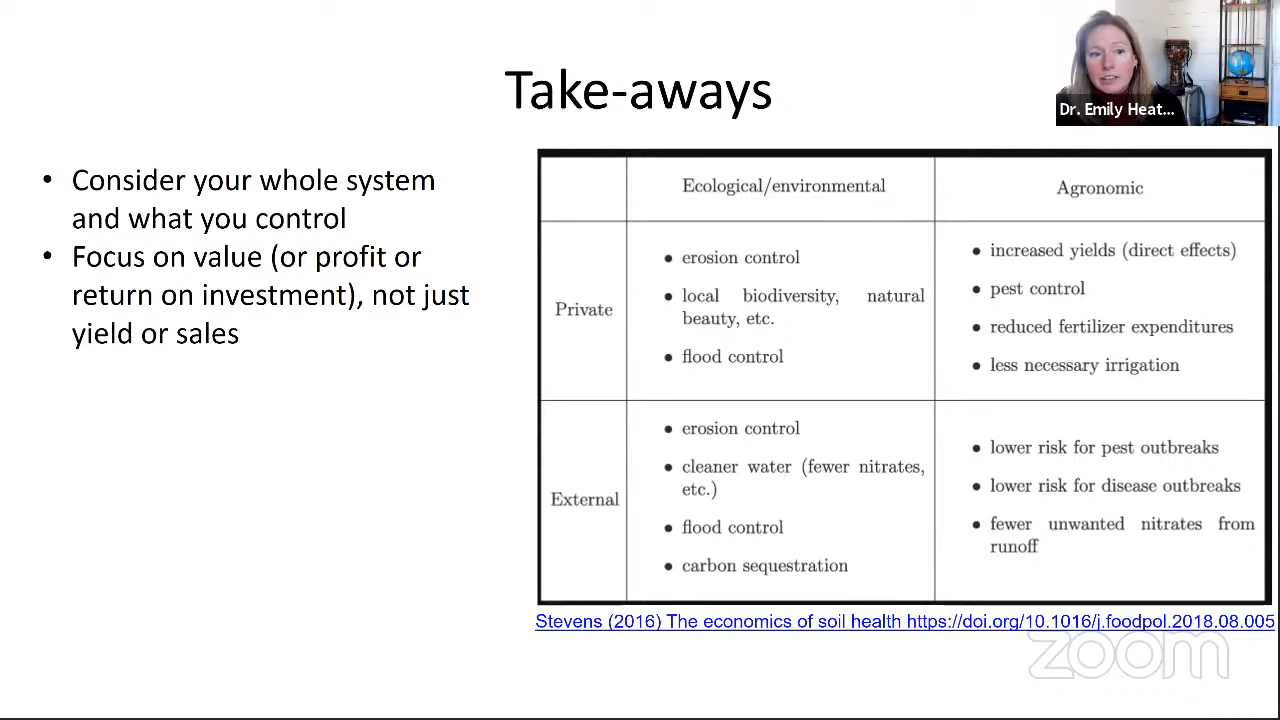 Take-aways
Dr. Emily Heat...
• Consider your whole system
and what you control
• Focus on value (or profit or
return on investment), not just
yield or sales
Ecological/environmental
Agronomic
Private
• erosion control
• local biodiversity, natural
beauty, etc.
• flood control
• increased yields (direct effects)
• pest control
• reduced fertilizer expenditures
• less necessary irrigation
External
• erosion control
• cleaner water (fewer nitrates,
etc.)
• flood control
• carbon sequestration
• lower risk for pest outbreaks
• lower risk for disease outbreaks
• fewer unwanted nitrates from
runoff
Stevens (2016) The economics of soil health https://doi.org/10.1016/j.foodpol.2018.08.005
zoom